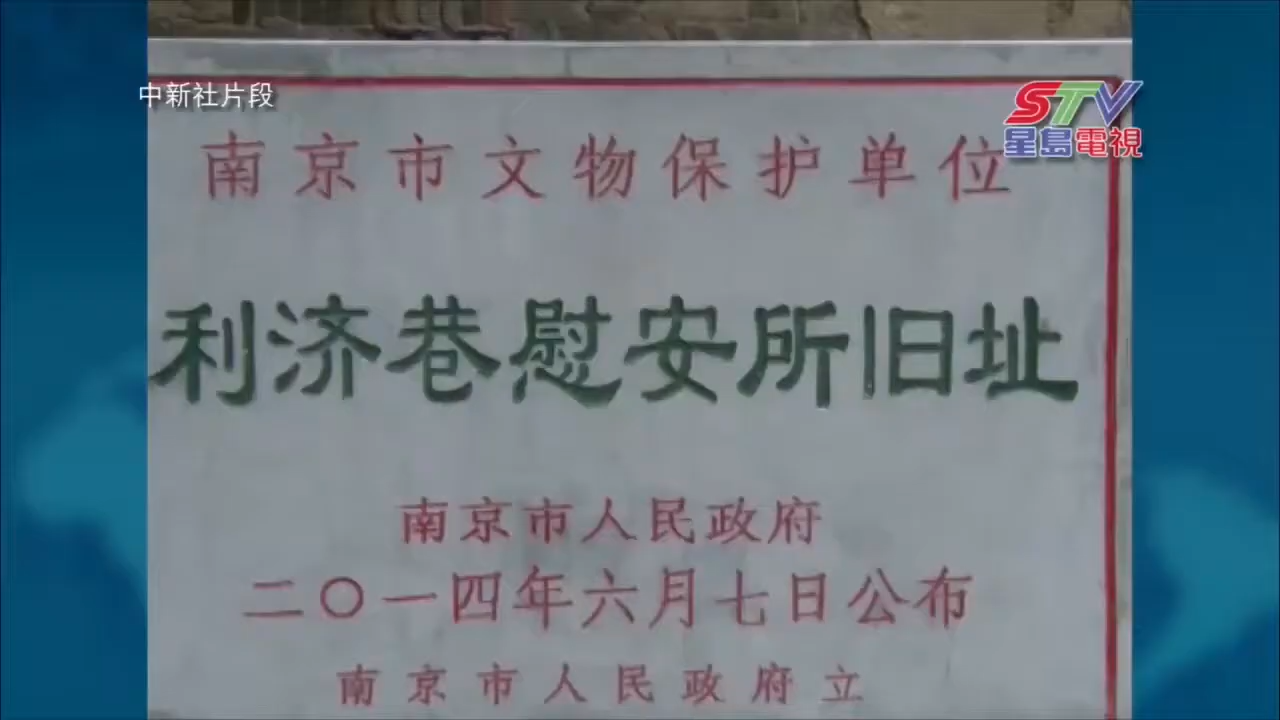 中新社片段
STV
星島電視
南京市文物保护单位
利济巷慰安所旧址
南京市人民政府
二〇一四年六月七日公布
南京市人民政府立